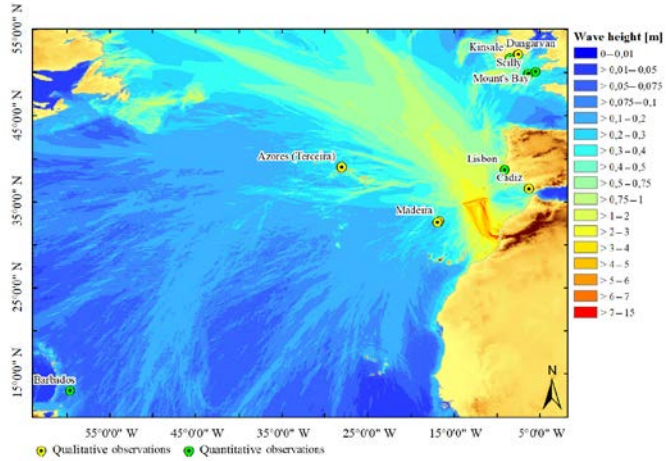 55°0'0" N
45°0'0" N
35°0'0" N
25°0'0" N
15°0'0" N
Kinsale
Dungarvan
Scilly
Mount's Bay
Azores (Terceira)
Lisbon
Cadiz
Madeira
Barbados
N
55°0'0" W
45°0'0" W
35°0'0" W
25°0'0" W
15°0'0" W
5°0'0" W
Wave height [m]
0–0,01
> 0,01–0,05
> 0,05–0,075
> 0,075–0,1
> 0,1–0,2
> 0,2–0,3
> 0,3–0,4
> 0,4–0,5
> 0,5–0,75
> 0,75–1
> 1–2
> 2–3
> 3–4
> 4–5
> 5–6
> 6–7
> 7–15
Qualitative observations Quantitative observations